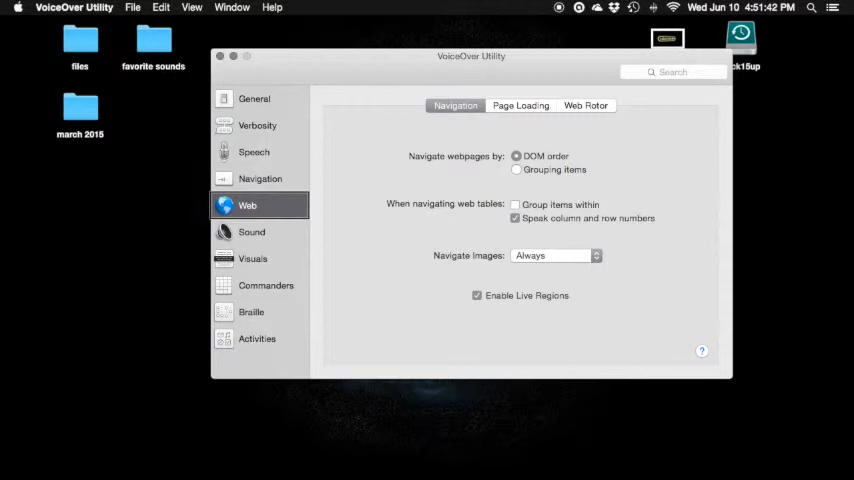 VoiceOver Utility File Edit View Window Help Wed Jun 10 4:51:42 PM
files
favorite sounds
ck15up
march 2015
VoiceOver Utility
Search
General
Verbosity
Speech
Navigation
Web
Sound
Visuals
Commanders
Braille
Activities
Navigation Page Loading Web Rotor
Navigate webpages by: DOM order
Grouping items
When navigating web tables: Group items within
Speak column and row numbers
Navigate Images: Always
Enable Live Regions
?